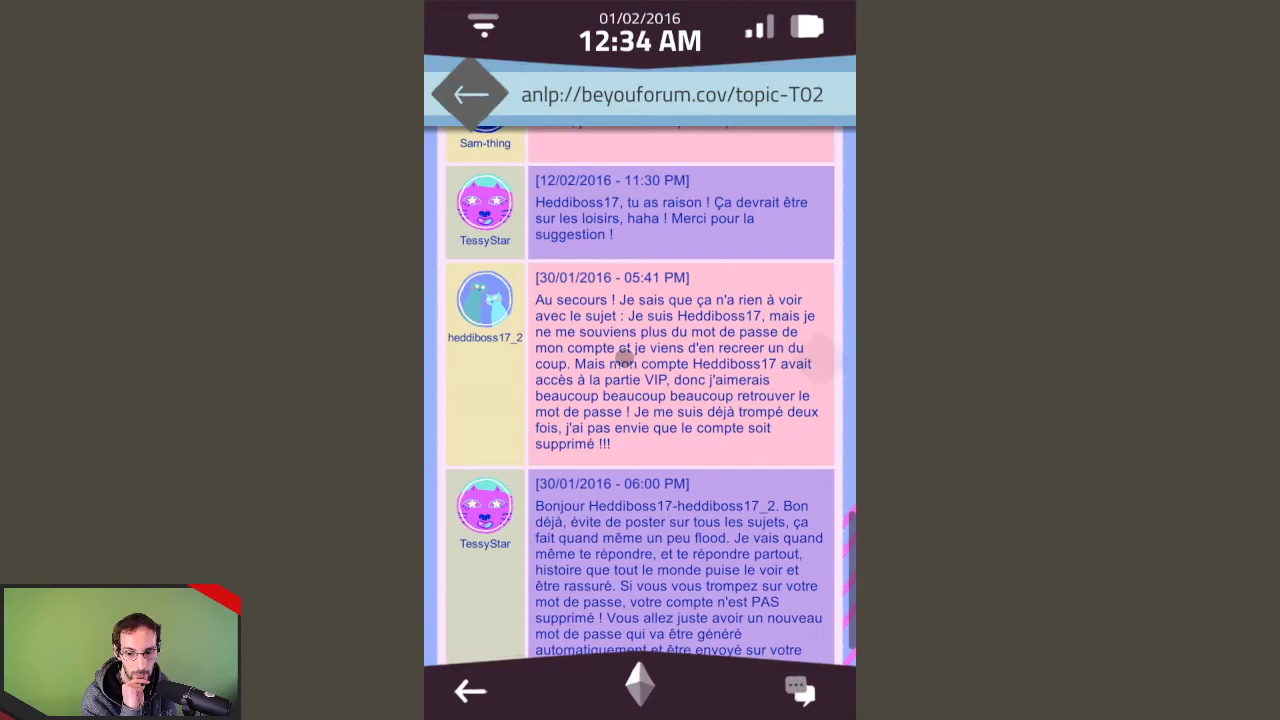 01/02/2016
12:34 AM
anlp://beyouforum.cov/topic-T02
Sam-thing
[12/02/2016 - 11:30 PM]
Heddiboss17, tu as raison ! Ça devrait être
sur les loisirs, haha ! Merci pour la
suggestion !
TessyStar
[30/01/2016 - 05:41 PM]
Au secours ! Je sais que ça n'a rien à voir
avec le sujet : Je suis Heddiboss17, mais je
ne me souviens plus du mot de passe de
mon compte et je viens d'en recreer un du
coup. Mais mon compte Heddiboss17 avait
accès à la partie VIP, donc j'aimerais
beaucoup beaucoup beaucoup retrouver le
mot de passe ! Je me suis déjà trompé deux
fois, j'ai pas envie que le compte soit
supprimé !!!
heddiboss17_2
[30/01/2016 - 06:00 PM]
Bonjour Heddiboss17-heddiboss17_2. Bon
déjà, évite de poster sur tous les sujets, ça
fait quand même un peu flood. Je vais quand
même te répondre, et te répondre partout,
histoire que tout le monde puise le voir et
être rassuré. Si vous vous trompez sur votre
mot de passe, votre compte n'est PAS
supprimé ! Vous allez juste avoir un nouveau
mot de passe qui va être généré
automatiquement et être envoyé sur votre
TessyStar